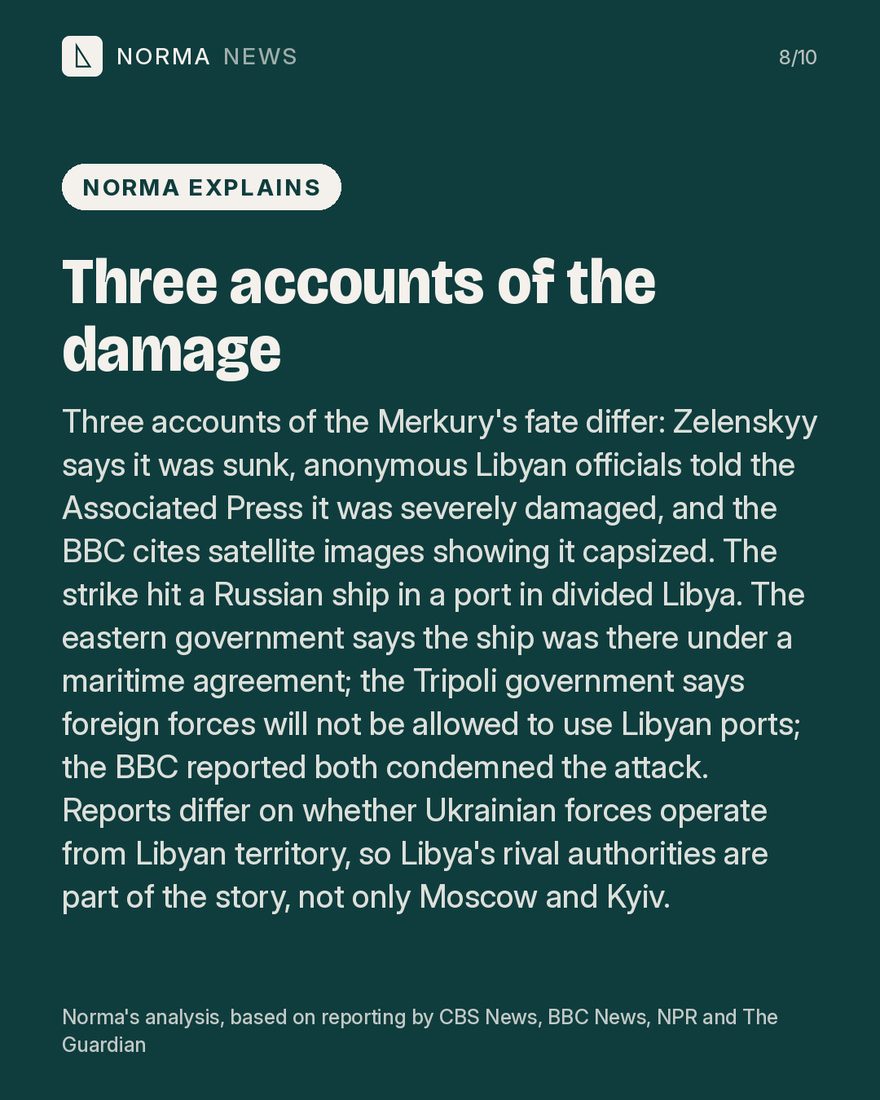 NORMA NEWS
8/10
NORMA EXPLAINS
Three accounts of the
damage
Three accounts of the Merkury's fate differ: Zelenskyy
says it was sunk, anonymous Libyan officials told the
Associated Press it was severely damaged, and the
BBC cites satellite images showing it capsized. The
strike hit a Russian ship in a port in divided Libya. The
eastern government says the ship was there under a
maritime agreement; the Tripoli government says
foreign forces will not be allowed to use Libyan ports;
the BBC reported both condemned the attack.
Reports differ on whether Ukrainian forces operate
from Libyan territory, so Libya's rival authorities are
part of the story, not only Moscow and Kyiv.
Norma's analysis, based on reporting by CBS News, BBC News, NPR and The
Guardian